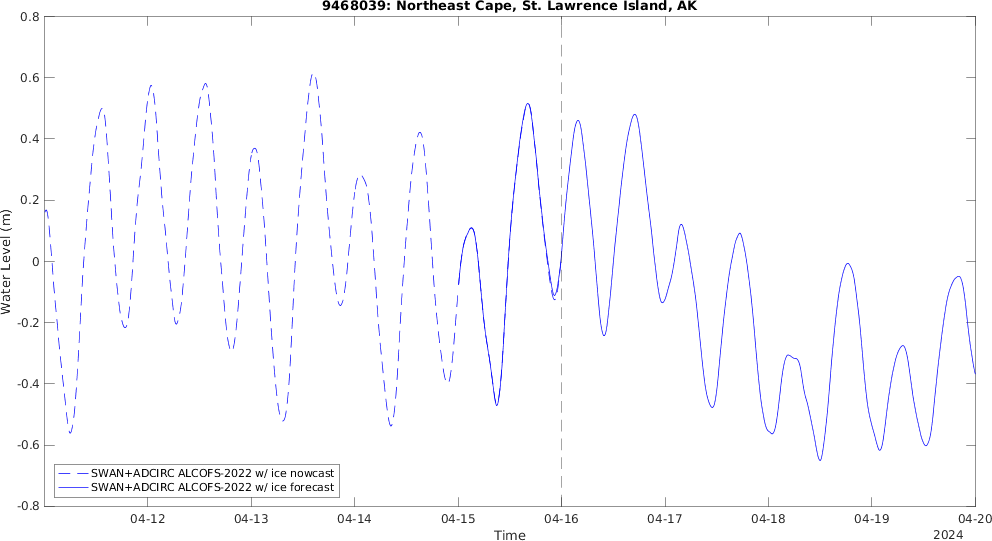 9468039: Northeast Cape, St. Lawrence Island, AK
0.8
0.6
0.4
0.2
0
-0.2
-0.4
-0.6
-0.8
Water Level (m)
SWAN+ADCIRC ALCOFS-2022 w/ ice nowcast
SWAN+ADCIRC ALCOFS-2022 w/ ice forecast
04-12 04-13 04-14 04-15 04-16 04-17 04-18 04-19 04-20
Time
2024